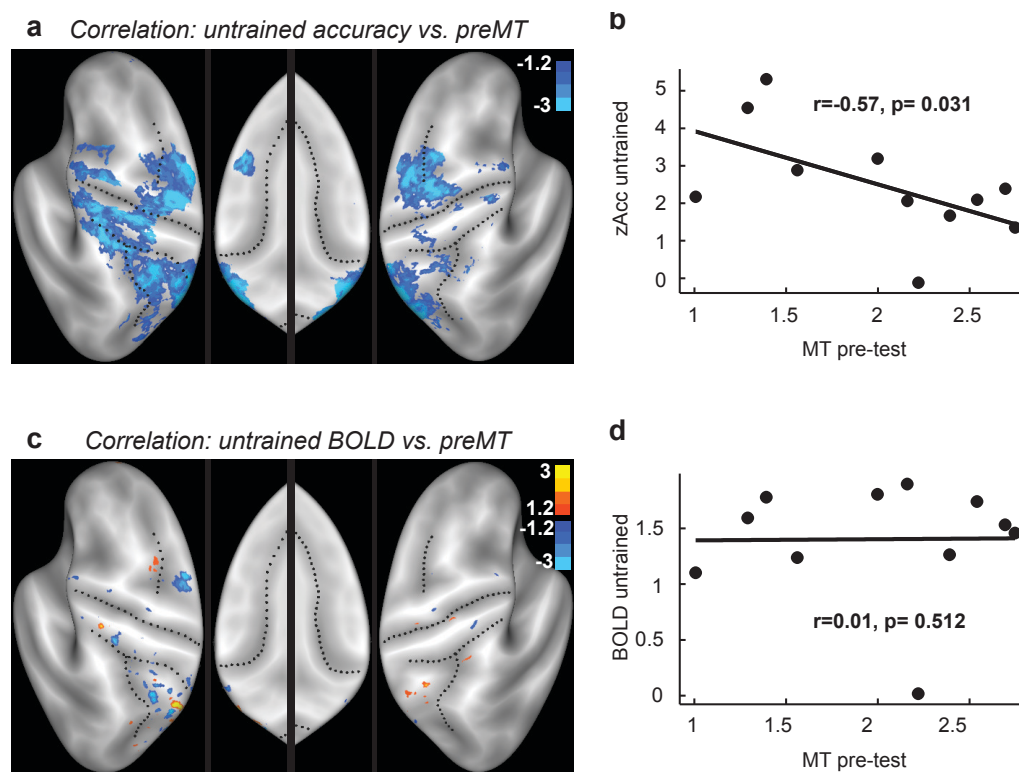 a Correlation: untrained accuracy vs. preMT
-1.2
-3
b
zAcc untrained
5
4
3
2
1
0
r=-0.57, p= 0.031
1 1.5 2 2.5
MT pre-test
c Correlation: untrained BOLD vs. preMT
3
1.2
-1.2
-3
d
BOLD untrained
1.5
1
0.5
0
r=0.01, p= 0.512
1 1.5 2 2.5
MT pre-test